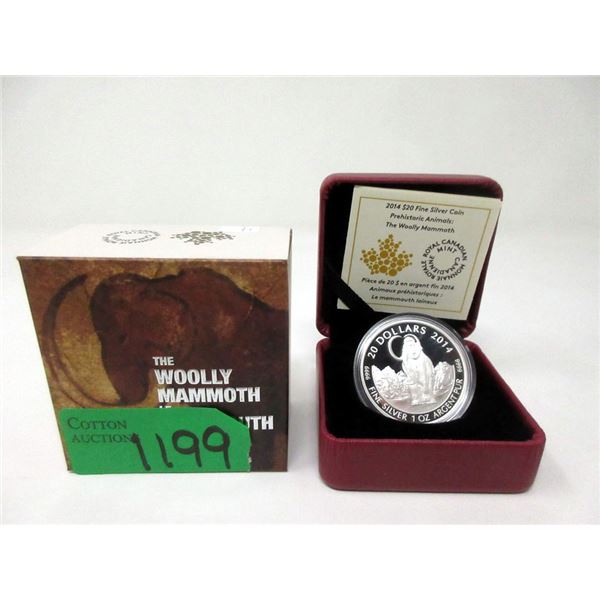 THE
WOOLLY
MAMMOTH
UTH
COTTON
AUCTION
1199
2014 $20 Fine Silver Coin
Prehistoric Animals:
The Woolly Mammoth
ROYAL CANADIAN MINT
MONNAIE ROYALE CANADIENNE
Pièce de 20 $ en argent fin 2014
Animaux préhistoriques :
Le mammouth laineux
20 DOLLARS 2014
9999 9999
FINE SILVER 1 OZ ARGENT PUR